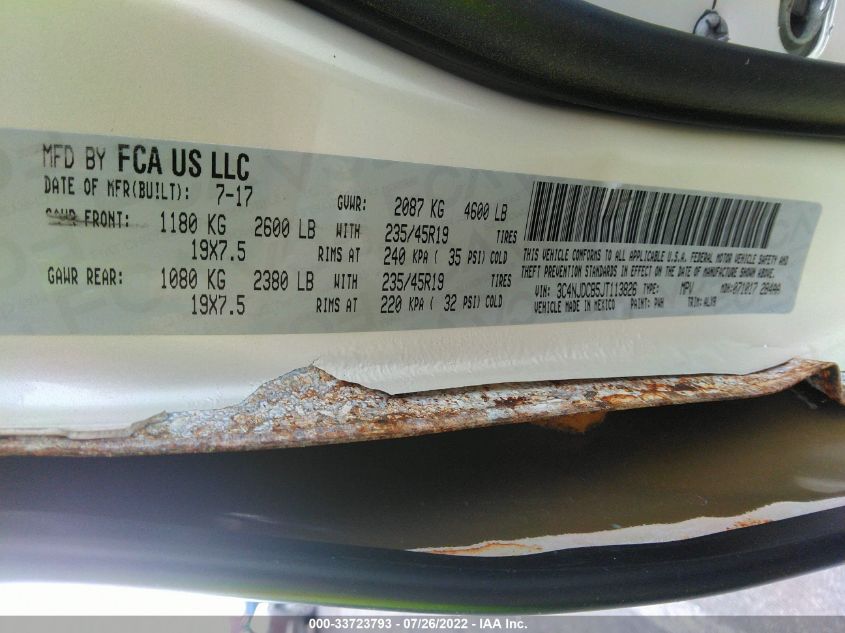 MFD BY FCA US LLC
DATE OF MFR(BUILT): 7-17
GVWR: 2087 KG 4600 LB
GAWR FRONT: 1180 KG 2600 LB WITH 235/45R19 TIRES
19X7.5 RIMS AT 240 KPA ( 35 PSI) COLD
GAWR REAR: 1080 KG 2380 LB WITH 235/45R19 TIRES
19X7.5 RIMS AT 220 KPA ( 32 PSI) COLD
THIS VEHICLE CONFORMS TO ALL APPLICABLE U.S.A. FEDERAL MOTOR VEHICLE SAFETY AND
THEFT PREVENTION STANDARDS IN EFFECT ON THE DATE OF MANUFACTURE SHOWN ABOVE.
VIN: 3C4NJDCB5JT113826 TYPE: MPV MDH:071017 
VEHICLE MADE IN MEXICO PAINT: PWH TRIM: ALX9
000-33723793 / 07/26/2022 - IAA Inc.